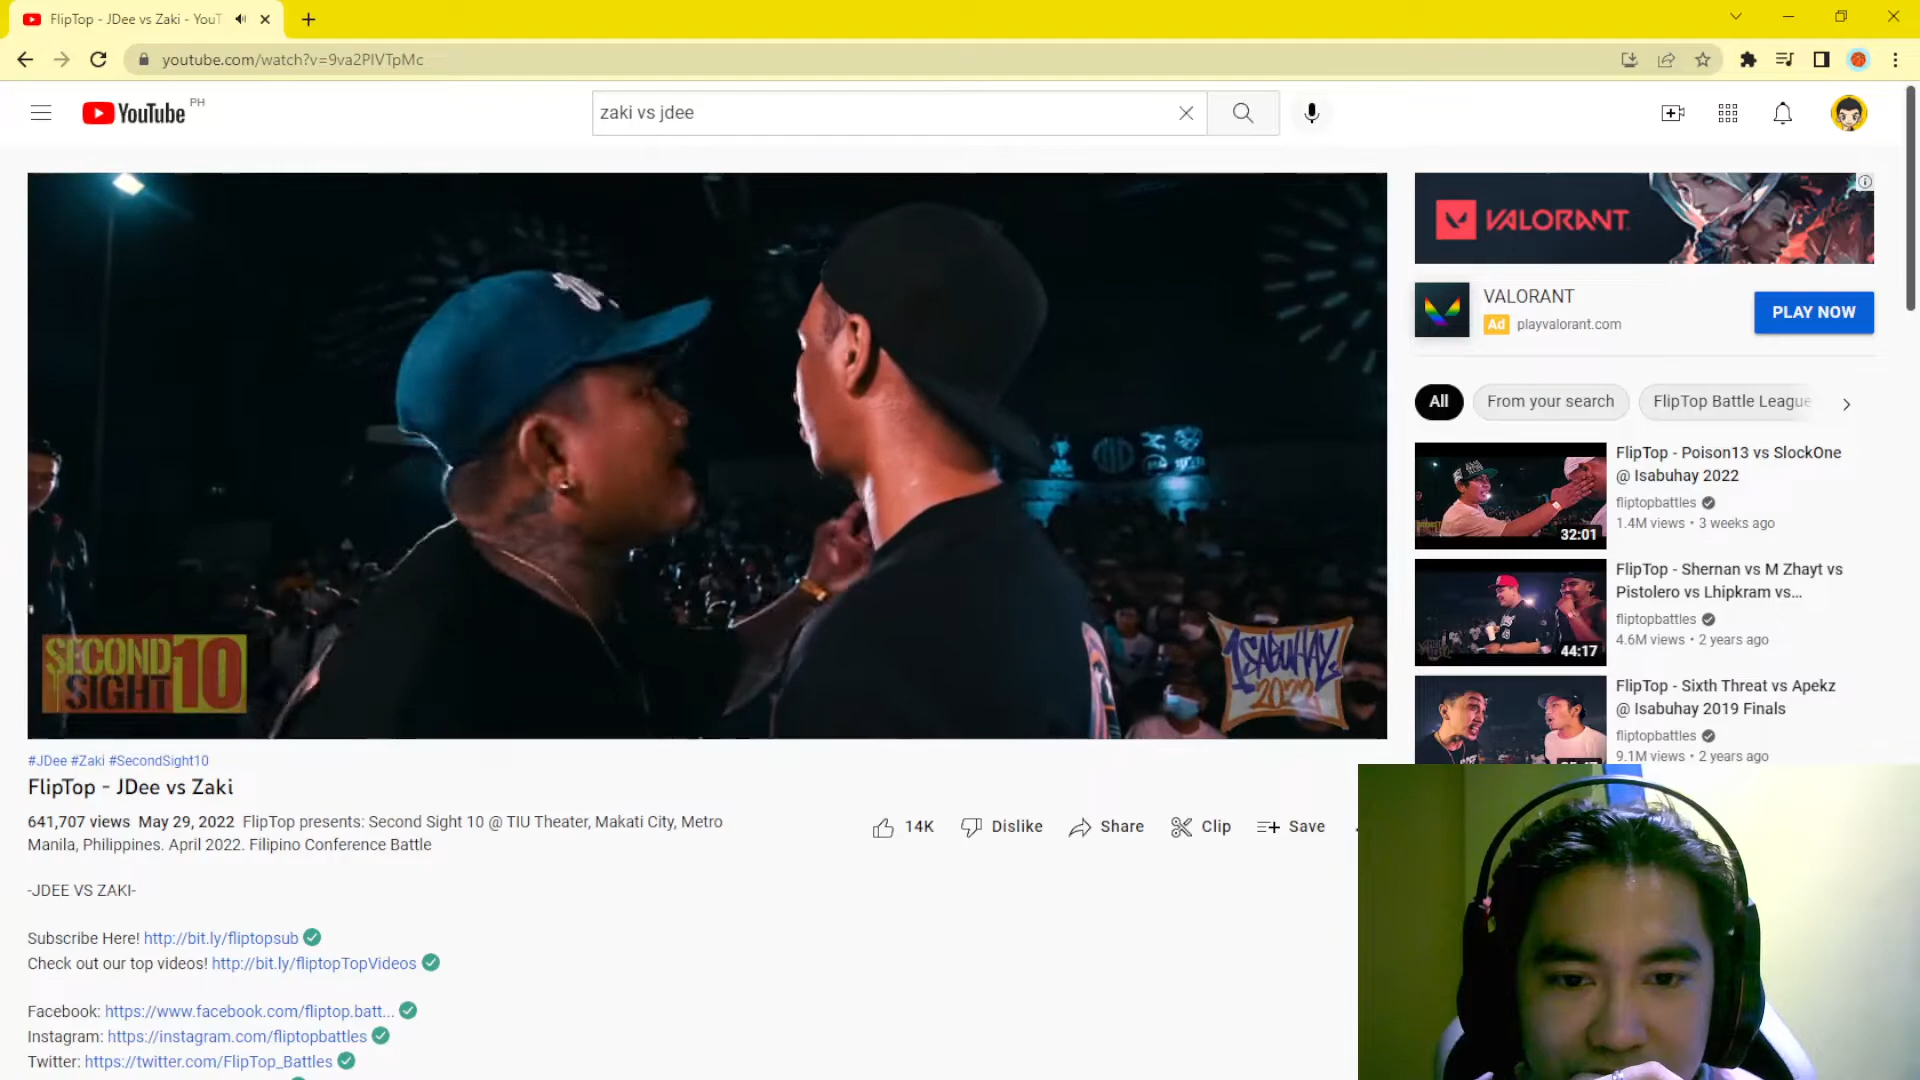 FlipTop - JDee vs Zaki - YouT
youtube.com/watch?v=9va2PIVTpMc
YouTube PH
zaki vs jdee
SECOND
SIGHT 10
ISABUHAY
2022
#JDee #Zaki #SecondSight10
FlipTop - JDee vs Zaki
641,707 views May 29, 2022 FlipTop presents: Second Sight 10 @ TIU Theater, Makati City, Metro
Manila, Philippines. April 2022. Filipino Conference Battle
14K Dislike Share Clip Save
-JDEE VS ZAKI-
Subscribe Here! http://bit.ly/fliptopsub
Check out our top videos! http://bit.ly/fliptopTopVideos
Facebook: https://www.facebook.com/fliptop.batt...
Instagram: https://instagram.com/fliptopbattles
Twitter: https://twitter.com/FlipTop_Battles
VALORANT
VALORANT
Ad playvalorant.com
PLAY NOW
All From your search FlipTop Battle League
FlipTop - Poison13 vs SlockOne
@ Isabuhay 2022
fliptopbattles
1.4M views • 3 weeks ago
32:01
FlipTop - Shernan vs M Zhayt vs
Pistolero vs Lhipkram vs...
fliptopbattles
4.6M views • 2 years ago
44:17
FlipTop - Sixth Threat vs Apekz
@ Isabuhay 2019 Finals
fliptopbattles
9.1M views • 2 years ago